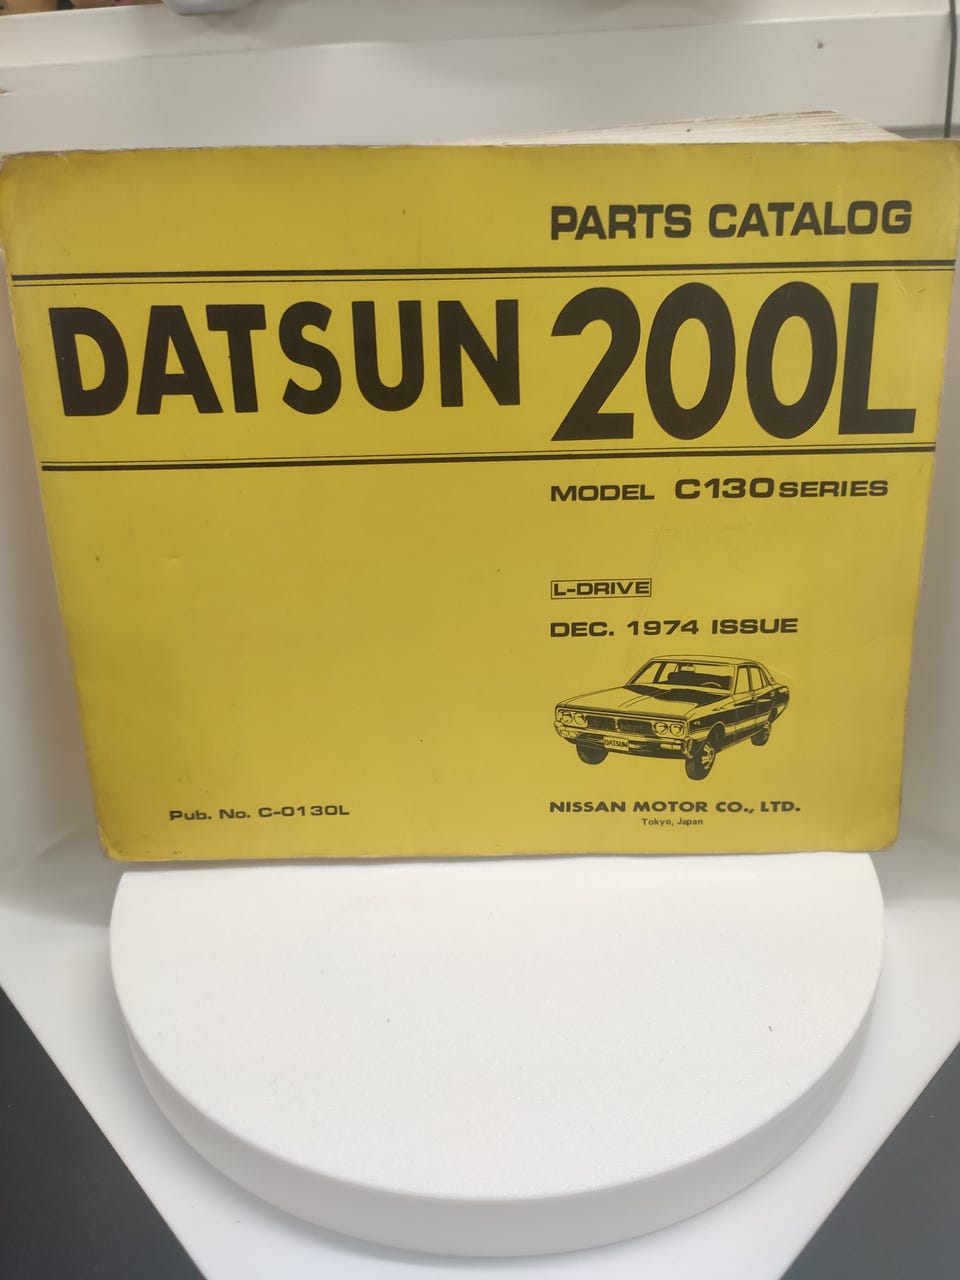 PARTS CATALOG
DATSUN 200L
MODEL C130 SERIES
L-DRIVE
DEC. 1974 ISSUE
DATSUN
Pub. No. C-0130L
NISSAN MOTOR CO., LTD.
Tokyo, Japan